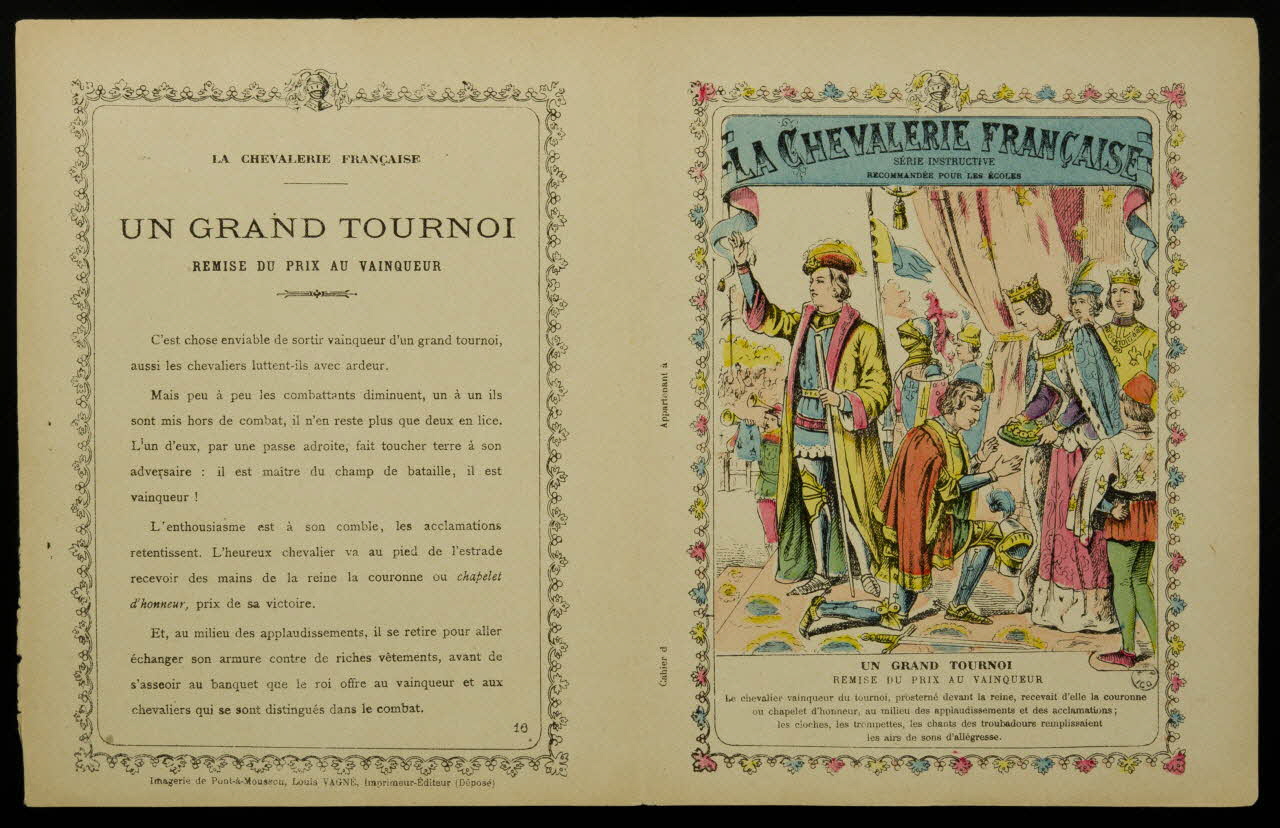 LA CHEVALERIE FRANÇAISE
UN GRAND TOURNOI
REMISE DU PRIX AU VAINQUEUR
C'est chose enviable de sortir vainqueur d'un grand tournoi,
aussi les chevaliers luttent-ils avec ardeur.
Mais peu à peu les combattants diminuent, un à un ils
sont mis hors de combat, il n'en reste plus que deux en lice.
L'un d'eux, par une passe adroite, fait toucher terre à son
adversaire : il est maître du champ de bataille, il est
vainqueur !
L'enthousiasme est à son comble, les acclamations
retentissent. L'heureux chevalier va au pied de l'estrade
recevoir des mains de la reine la couronne ou chapelet
d'honneur, prix de sa victoire.
Et, au milieu des applaudissements, il se retire pour aller
échanger son armure contre de riches vêtements, avant de
s'asseoir au banquet que le roi offre au vainqueur et aux
chevaliers qui se sont distingués dans le combat.
16
Imagerie de Pont-à-Mousson, Louis VAGNÉ, Imprimeur-Éditeur (Déposé)
Cahier d
Appartenant à
LA CHEVALERIE FRANÇAISE
SÉRIE INSTRUCTIVE
RECOMMANDÉE POUR LES ÉCOLES
UN GRAND TOURNOI
REMISE DU PRIX AU VAINQUEUR
Le chevalier vainqueur du tournoi, prosterné devant la reine, recevait d'elle la couronne
ou chapelet d'honneur, au milieu des applaudissements et des acclamations ;
les cloches, les trompettes, les chants des troubadours remplissaient
les airs de sons d'allégresse.